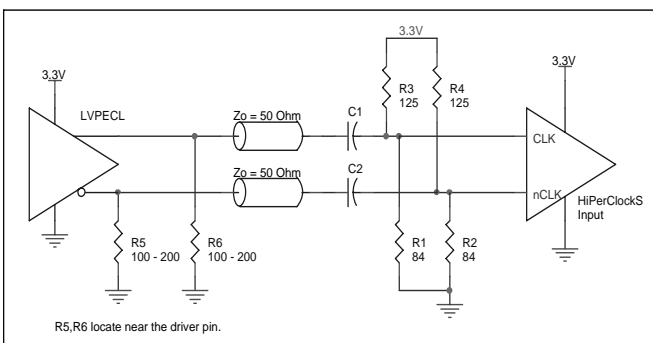 3.3V
3.3V
3.3V
R3
125
R4
125
LVPECL
Zo = 50 Ohm
C1
CLK
Zo = 50 Ohm
C2
nCLK
HiPerClockS
Input
R5
100 - 200
R6
100 - 200
R1
84
R2
84
R5,R6 locate near the driver pin.